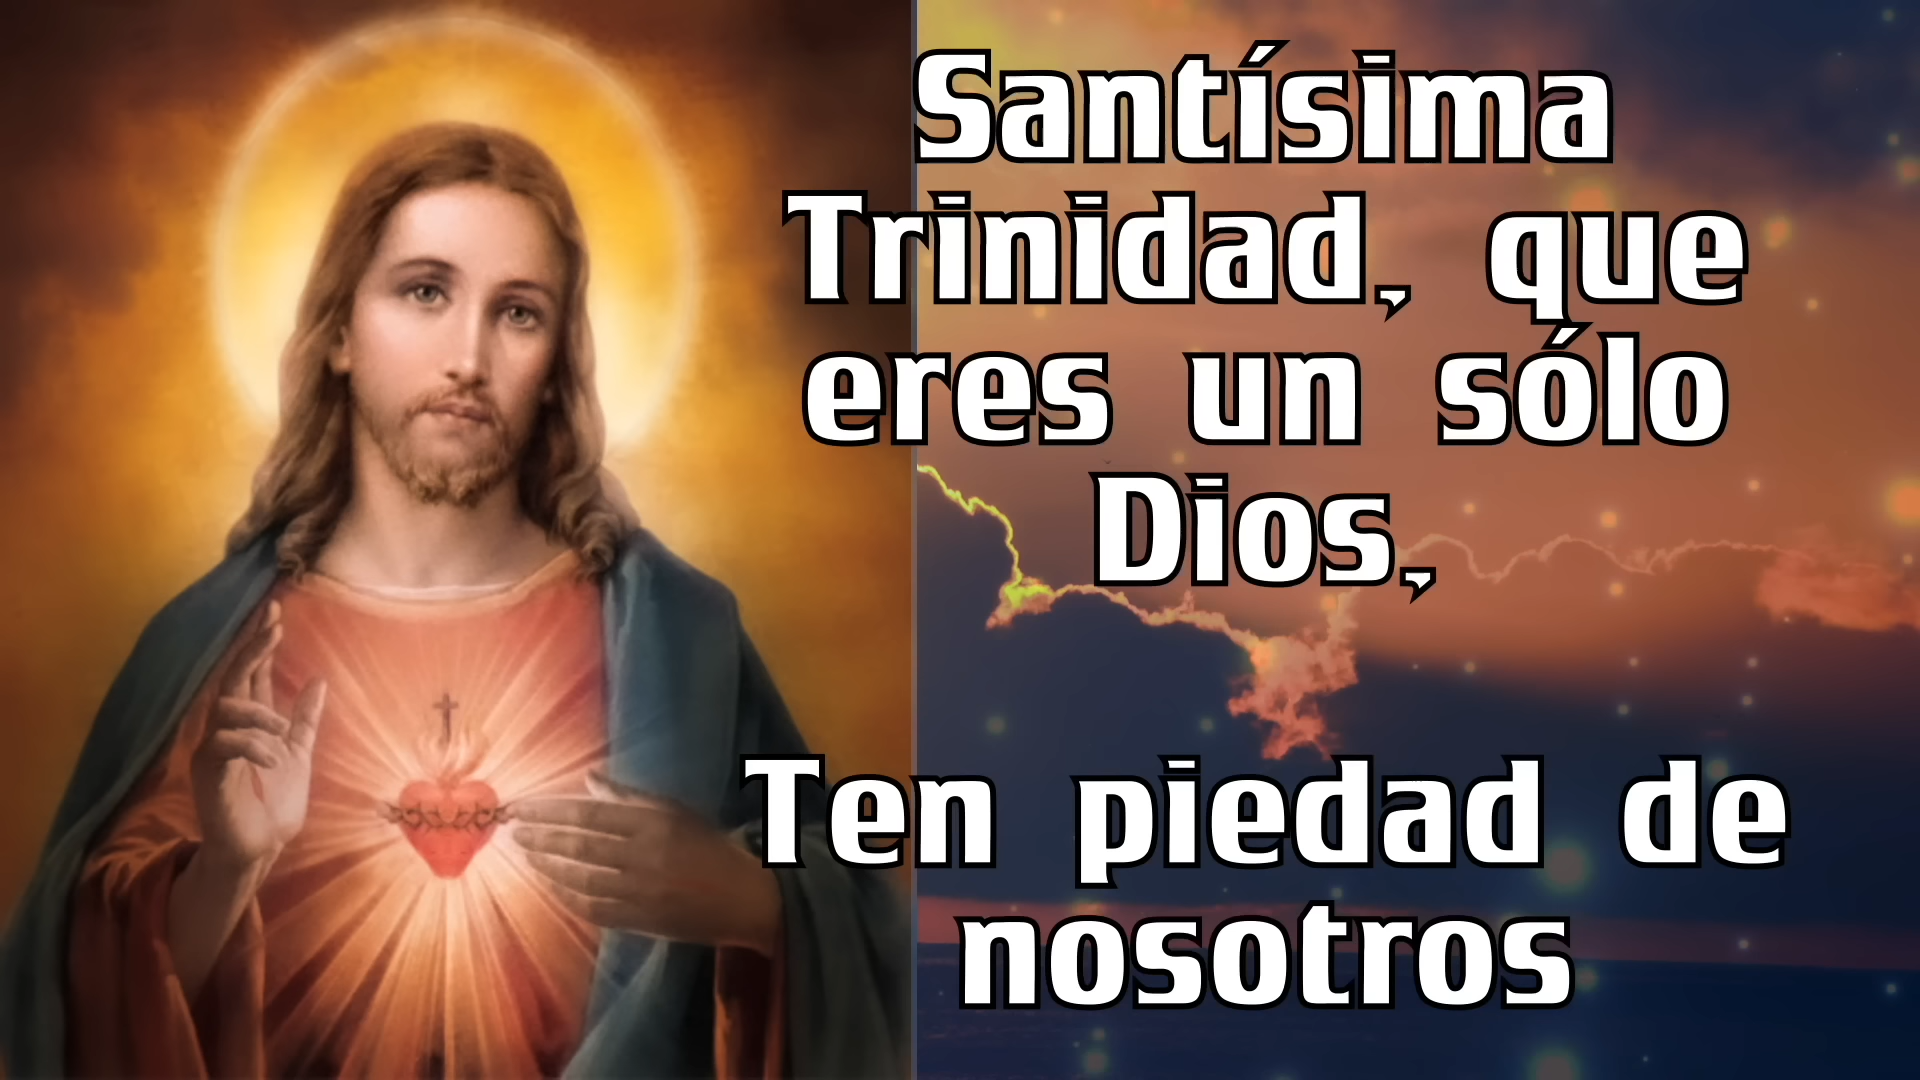 Santísima
Trinidad, que
eres un sólo
Dios,
Ten piedad de
nosotros